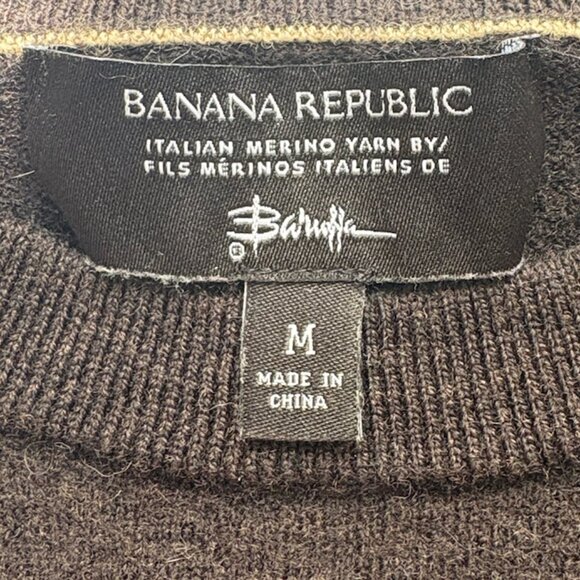 BANANA REPUBLIC
ITALIAN MERINO YARN BY/
FILS MÉRINOS ITALIENS DE
Baruffa
®
M
MADE IN
CHINA